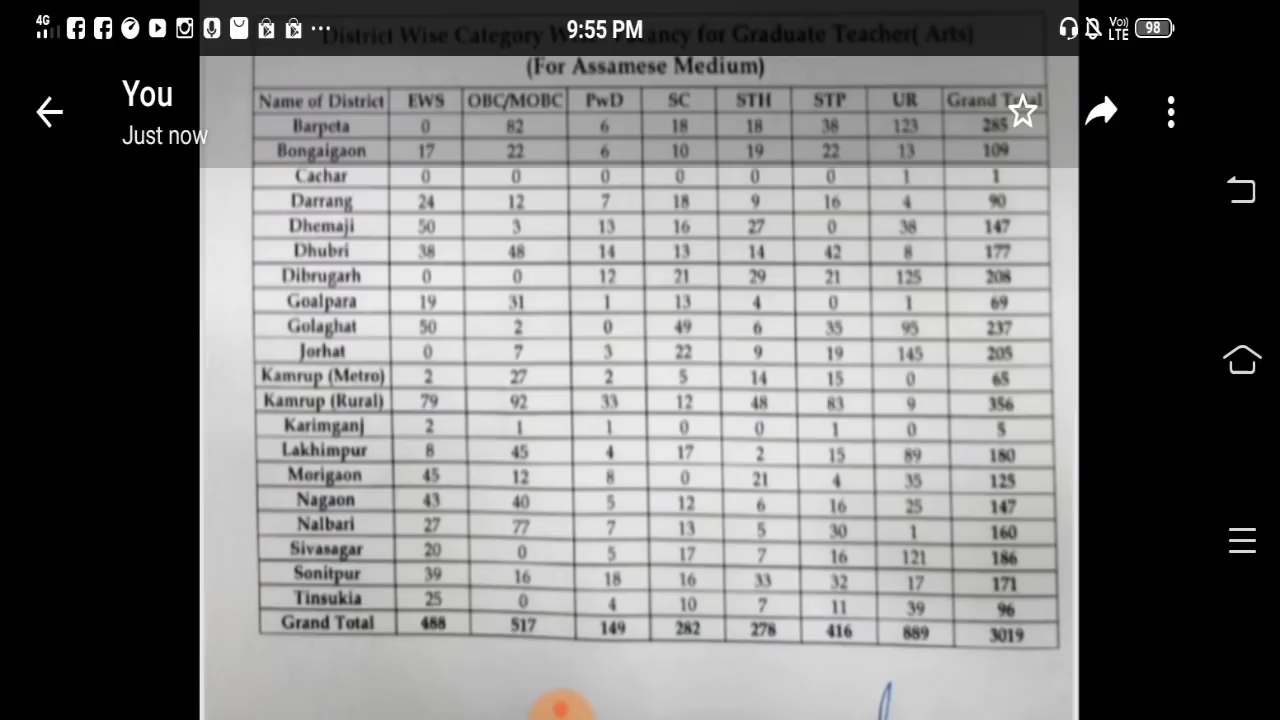 4G 9:55 PM Vo)) LTE 98
District Wise Category Wise Vacancy for Graduate Teacher( Arts)
(For Assamese Medium)
You
Just now
Name of District EWS OBC/MOBC PwD SC STH STP UR Grand Total
Barpeta 0 82 6 18 18 38 123 285
Bongaigaon 17 22 6 10 19 22 13 109
Cachar 0 0 0 0 0 0 1 1
Darrang 24 12 7 18 9 16 4 90
Dhemaji 50 3 13 16 27 0 38 147
Dhubri 38 48 14 13 14 42 8 177
Dibrugarh 0 0 12 21 29 21 125 208
Goalpara 19 31 1 13 4 0 1 69
Golaghat 50 2 0 49 6 35 95 237
Jorhat 0 7 3 22 9 19 145 205
Kamrup (Metro) 2 27 2 5 14 15 0 65
Kamrup (Rural) 79 92 33 12 48 83 9 356
Karimganj 2 1 1 0 0 1 0 5
Lakhimpur 8 45 4 17 2 15 89 180
Morigaon 45 12 8 0 21 4 35 125
Nagaon 43 40 5 12 6 16 25 147
Nalbari 27 77 7 13 5 30 1 160
Sivasagar 20 0 5 17 7 16 121 186
Sonitpur 39 16 18 16 33 32 17 171
Tinsukia 25 0 4 10 7 11 39 96
Grand Total 488 517 149 282 278 416 889 3019